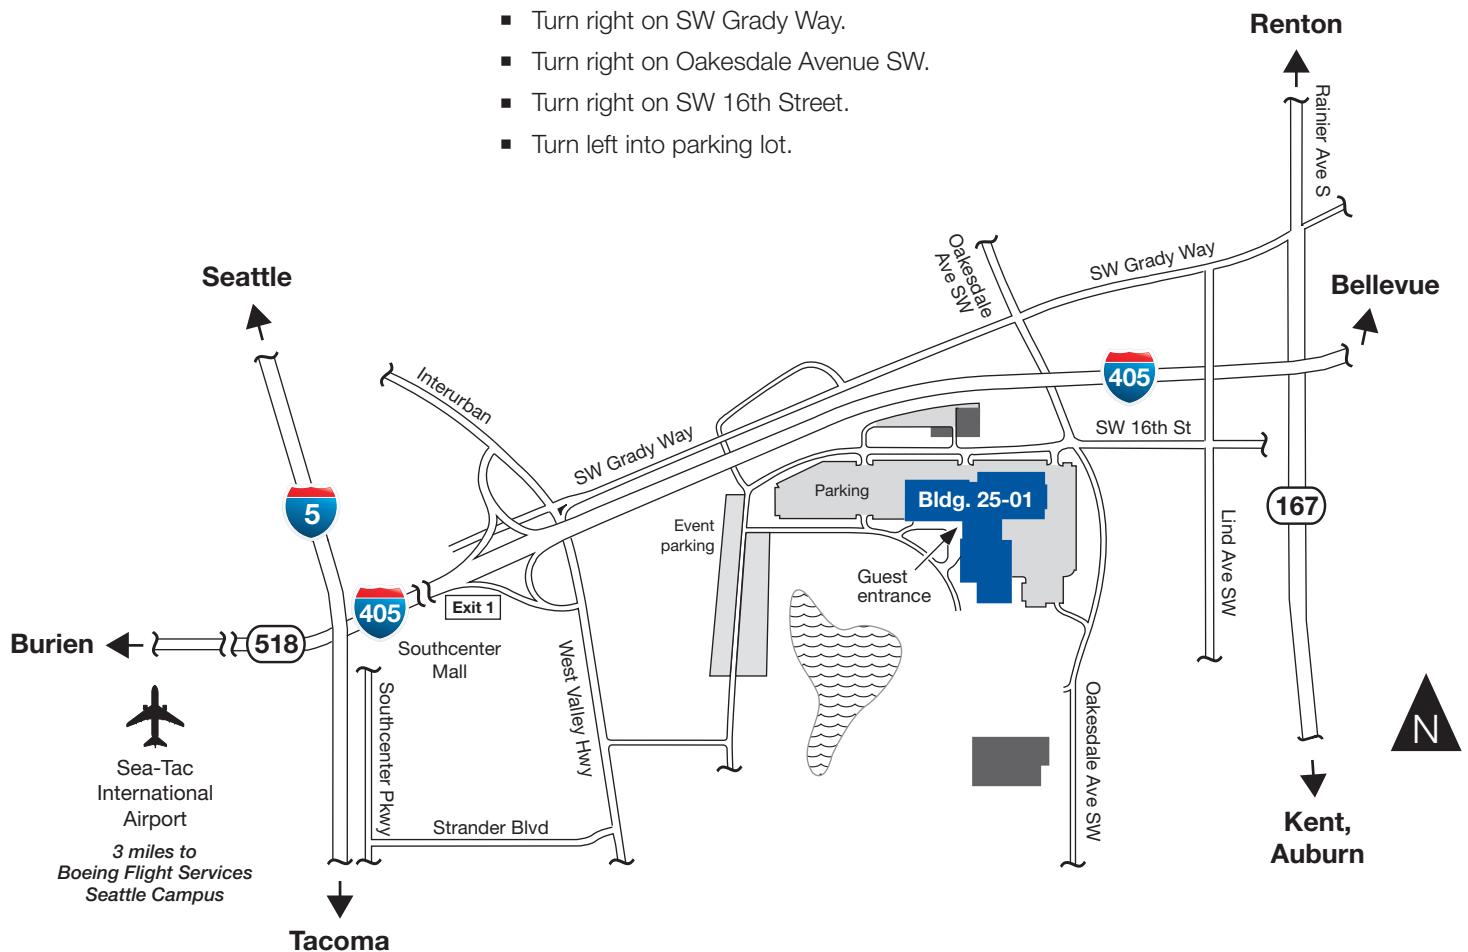 ▪ Turn right on SW Grady Way.
▪ Turn right on Oakesdale Avenue SW.
▪ Turn right on SW 16th Street.
▪ Turn left into parking lot.
Renton
Rainier Ave S
Seattle
Oakesdale
Ave SW
SW Grady Way
Bellevue
405
Interurban
SW Grady Way
SW 16th St
5
Parking
Bldg. 25-01
167
Event
parking
Lind Ave SW
Guest
entrance
405
Exit 1
Burien
518
Southcenter
Mall
West Valley Hwy
Southcenter Pkwy
Oakesdale Ave SW
N
Sea-Tac
International
Airport
3 miles to
Boeing Flight Services
Seattle Campus
Strander Blvd
Kent,
Auburn
Tacoma